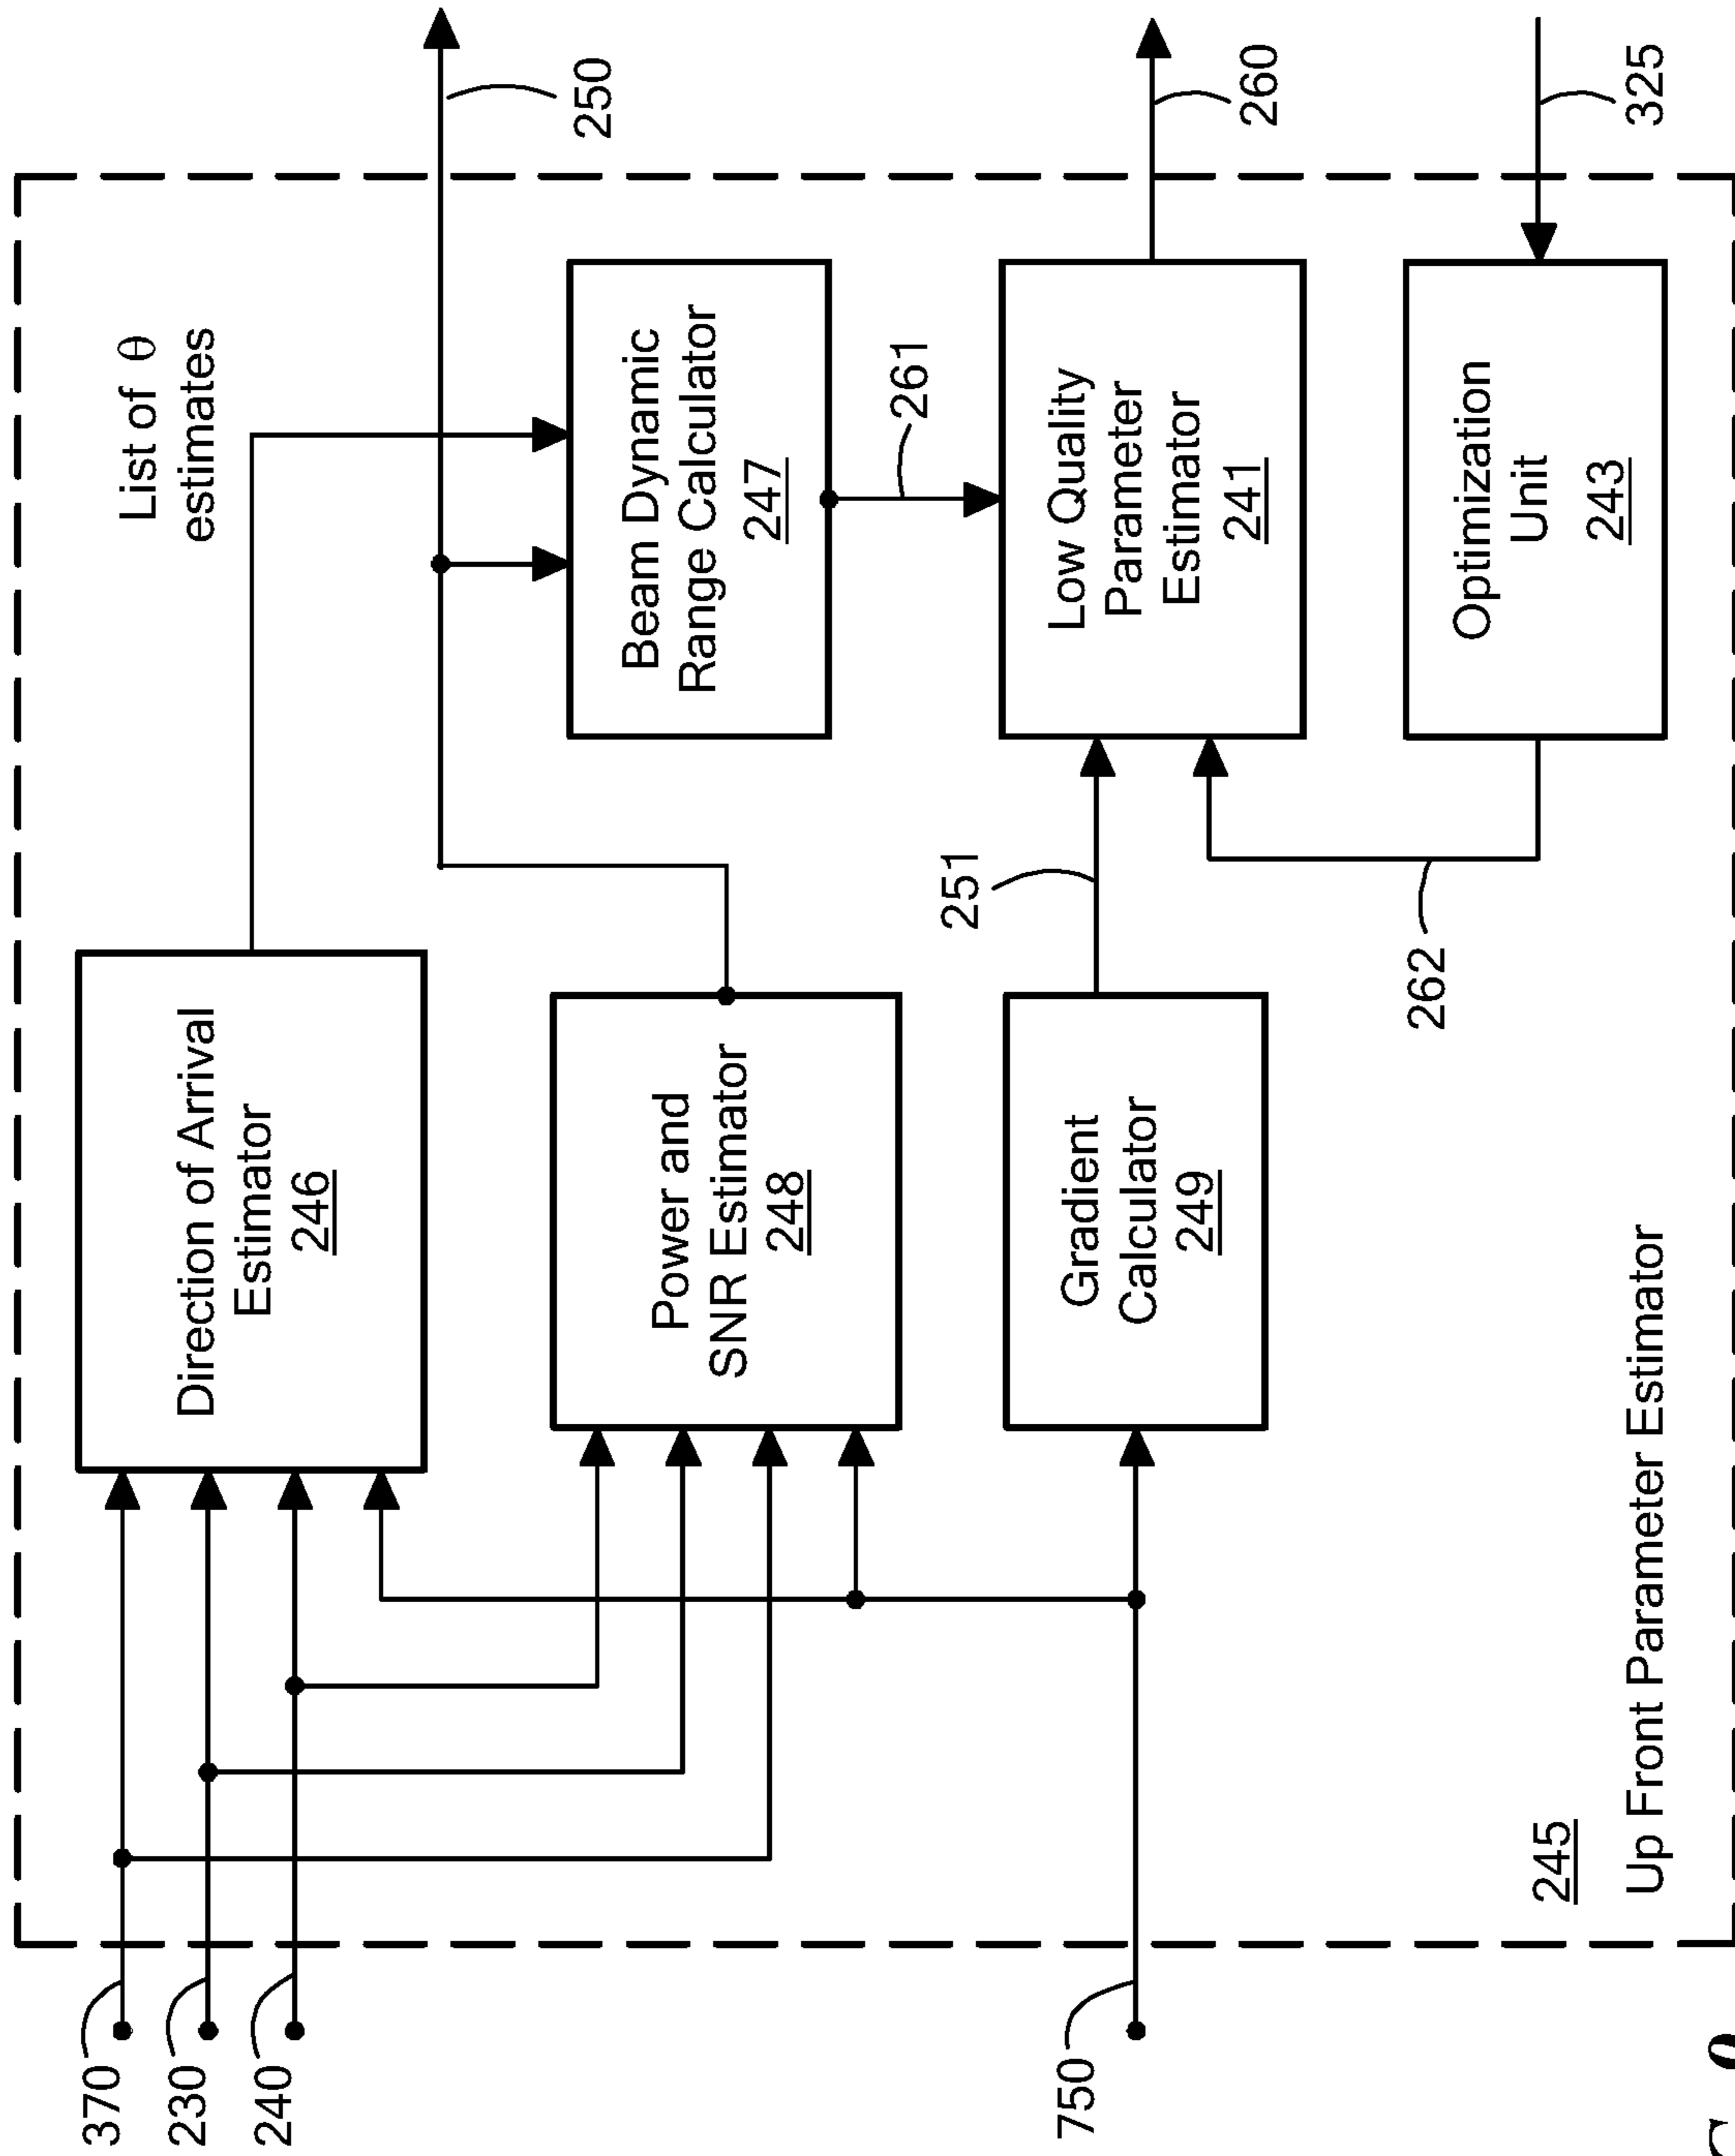 370
230
240
750
Direction of Arrival
Estimator
246
Power and
SNR Estimator
248
Gradient
Calculator
249
251
262
List of θ
estimates
Beam Dynamic
Range Calculator
247
261
Low Quality
Parameter
Estimator
241
Optimization
Unit
243
250
260
325
245
Up Front Parameter Estimator